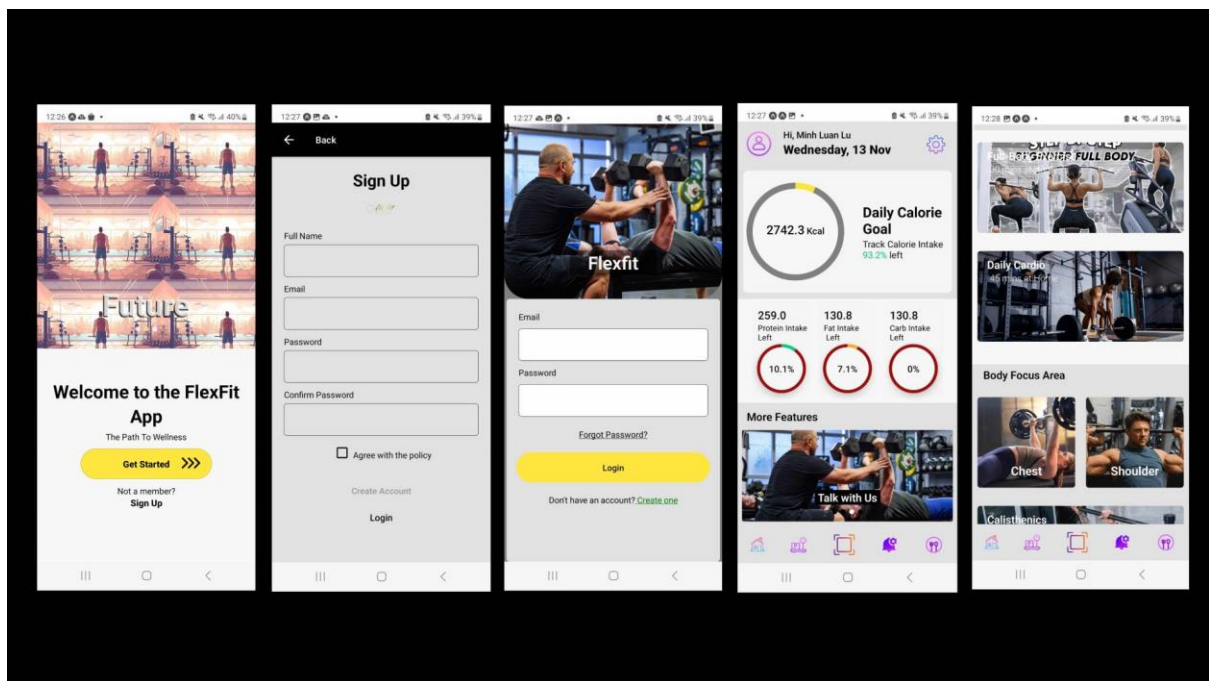 12:26
40%
Future
Welcome to the FlexFit
App
The Path To Wellness
Get Started >>>
Not a member?
Sign Up
12:27
39%
Back
Sign Up
Full Name
Email
Password
Confirm Password
Agree with the policy
Create Account
Login
12:27
39%
Flexfit
Email
Password
Forgot Password?
Login
Don't have an account? Create one
12:27
39%
Hi, Minh Luan Lu
Wednesday, 13 Nov
2742.3 Kcal
Daily Calorie
Goal
Track Calorie Intake
93.2% left
259.0
Protein Intake
Left
10.1%
130.8
Fat Intake
Left
7.1%
130.8
Carb Intake
Left
0%
More Features
Talk with Us
12:28
39%
BEGINNER FULL BODY
Daily Cardio
45 mins at Home
Body Focus Area
Chest
Shoulder
Calisthenics